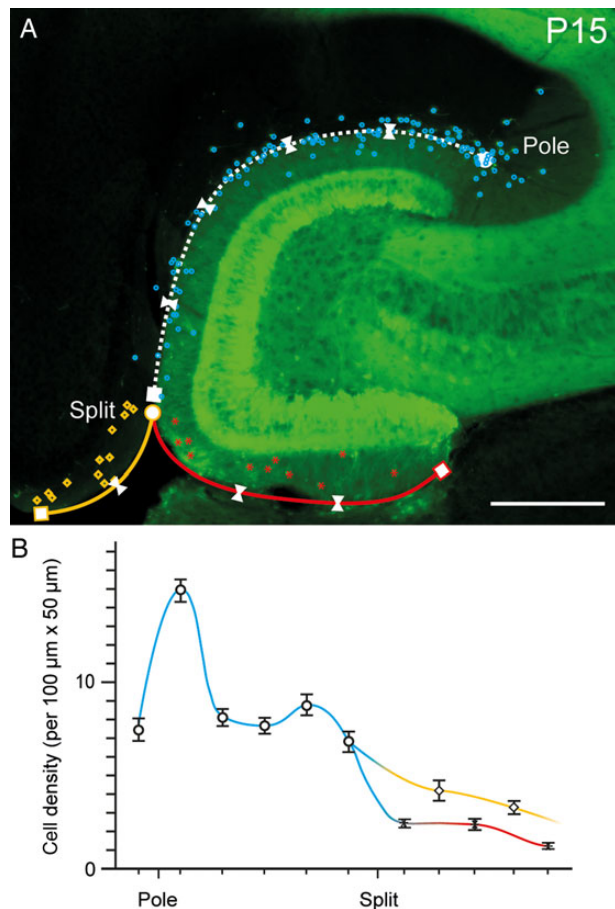 A
P15
Pole
Split
B
Cell density (per 100 µm x 50 µm)
10
0
Pole
Split